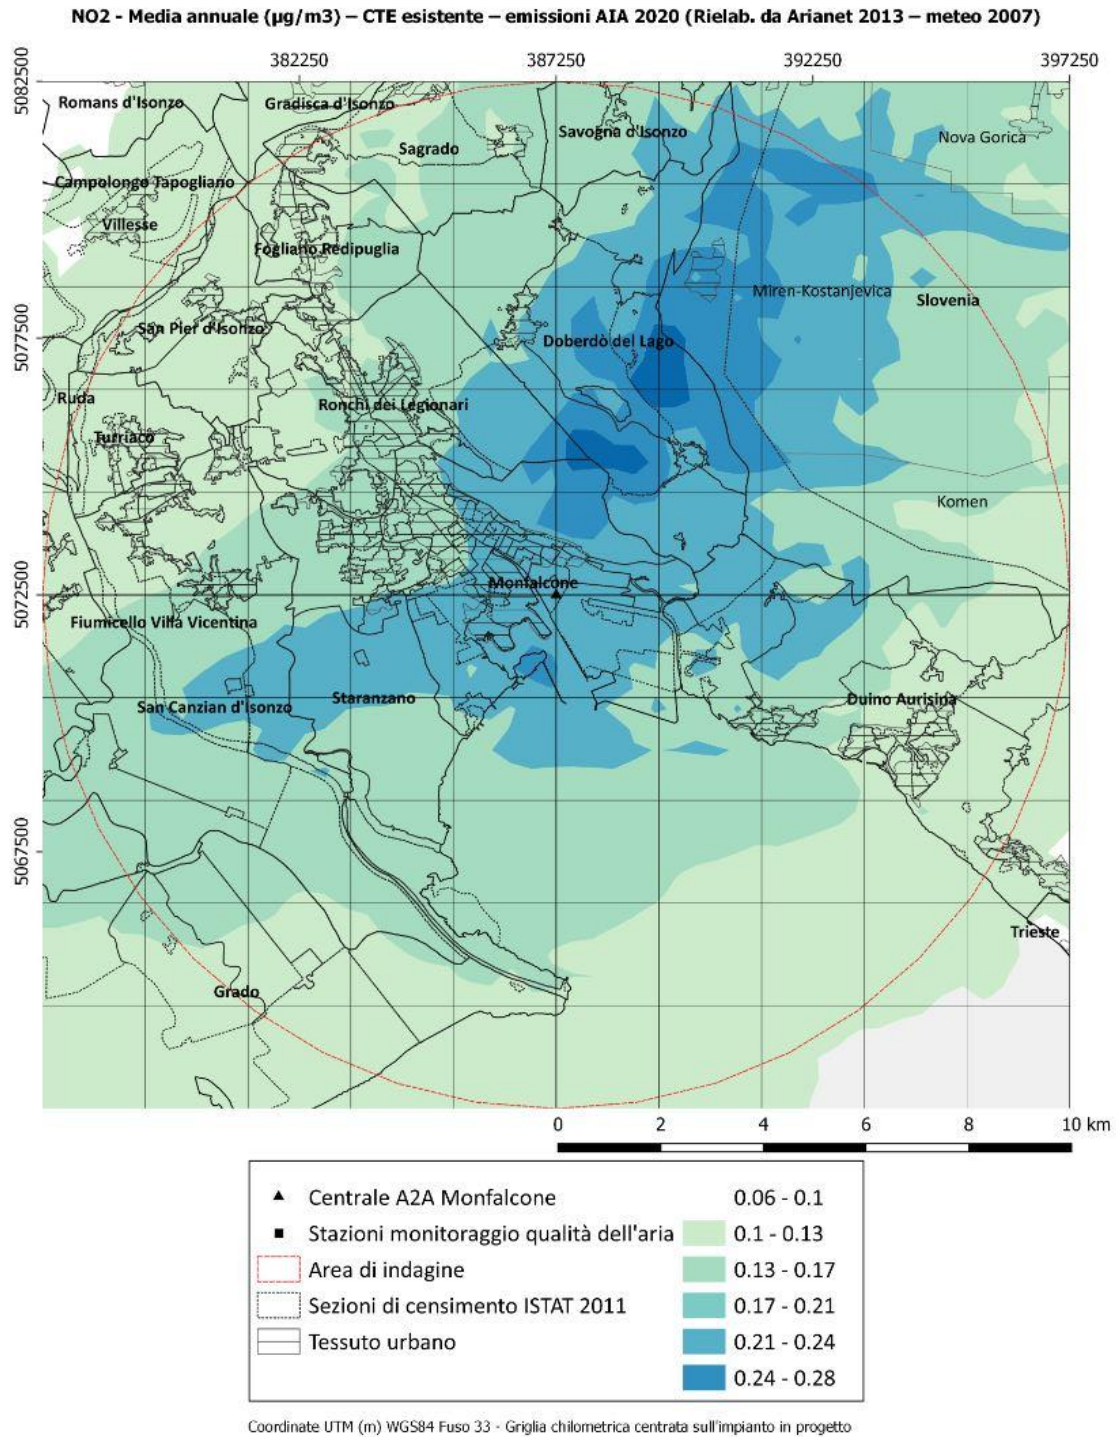 NO2 - Media annuale (µg/m3) – CTE esistente – emissioni AIA 2020 (Rielab. da Arianet 2013 – meteo 2007)
382250 387250 392250 397250
5082500
Romans d'Isonzo
Gradisca d'Isonzo
Savogna d'Isonzo
Nova Gorica
Sagrado
Campolongo Tapogliano
Villesse
Fogliano Redipuglia
Miren-Kostanjevica
Slovenia
5077500
San Pier d'Isonzo
Doberdò del Lago
Ruda
Ronchi dei Legionari
Turriaco
Komen
5072500
Monfalcone
Fiumicello Villa Vicentina
San Canzian d'Isonzo
Staranzano
Duino Aurisina
5067500
Trieste
Grado
0 2 4 6 8 10 km
Centrale A2A Monfalcone
Stazioni monitoraggio qualità dell'aria
Area di indagine
Sezioni di censimento ISTAT 2011
Tessuto urbano
0.06 - 0.1
0.1 - 0.13
0.13 - 0.17
0.17 - 0.21
0.21 - 0.24
0.24 - 0.28
Coordinate UTM (m) WGS84 Fuso 33 - Griglia chilometrica centrata sull'impianto in progetto